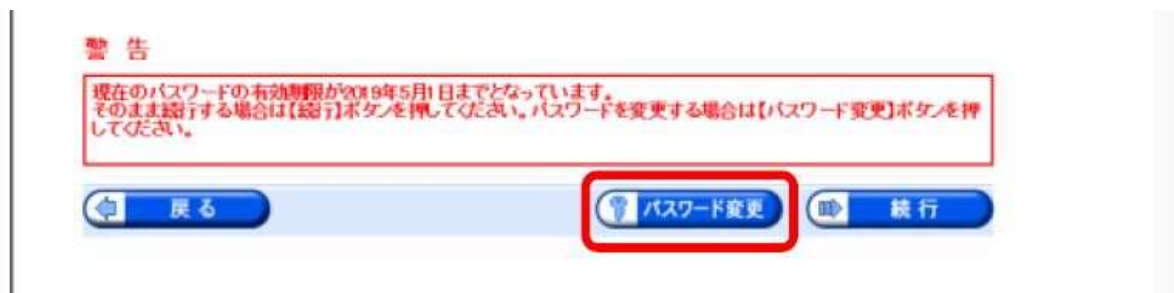 警 告
現在のパスワードの有効期限が2019年5月1日までとなっています。
そのまま続行する場合は【続行】ボタンを押してください。パスワードを変更する場合は【パスワード変更】ボタンを押
してください。
戻 る
パスワード変更
続 行